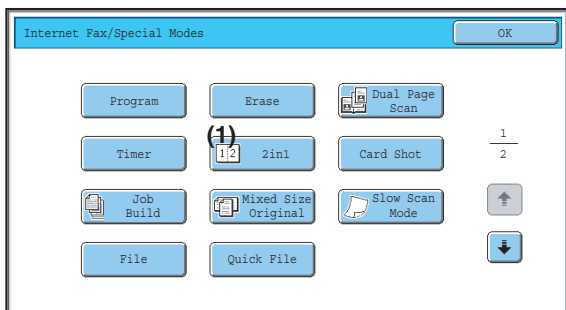 Internet Fax/Special Modes
OK
Program
Erase
Dual Page
Scan
(1)
Timer
1 2
2in1
Card Shot
1
2
Job
Build
Mixed Size
Original
Slow Scan
Mode
File
Quick File